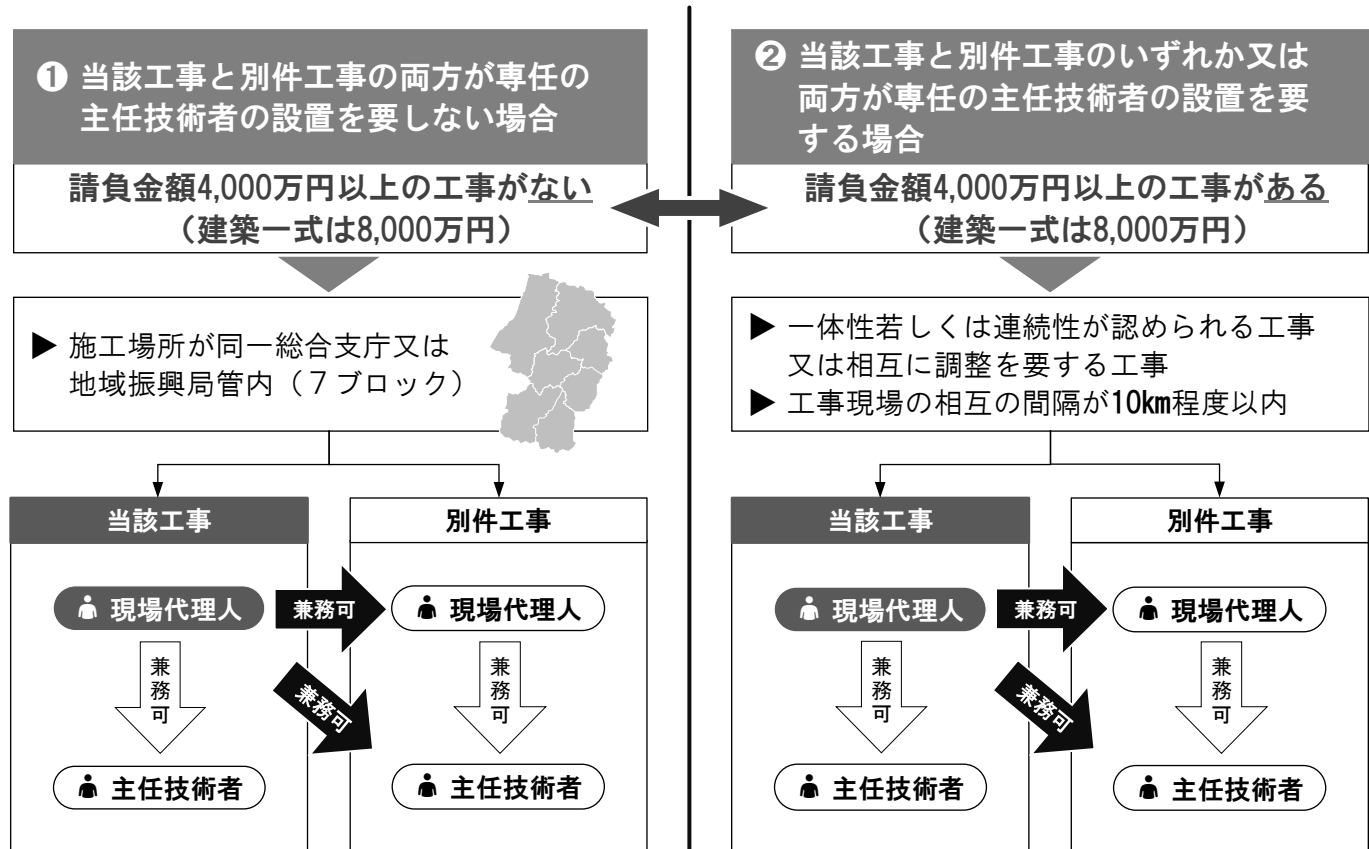 ❶ 当該工事と別件工事の両方が専任の
主任技術者の設置を要しない場合
請負金額4,000万円以上の工事がない
（建築一式は8,000万円）
▶ 施工場所が同一総合支庁又は
地域振興局管内（７ブロック）
当該工事
別件工事
現場代理人
兼務可
現場代理人
兼務可
兼務可
兼務可
主任技術者
主任技術者
❷ 当該工事と別件工事のいずれか又は
両方が専任の主任技術者の設置を要
する場合
請負金額4,000万円以上の工事がある
（建築一式は8,000万円）
▶ 一体性若しくは連続性が認められる工事
又は相互に調整を要する工事
▶ 工事現場の相互の間隔が10km程度以内
当該工事
別件工事
現場代理人
兼務可
現場代理人
兼務可
兼務可
兼務可
主任技術者
主任技術者